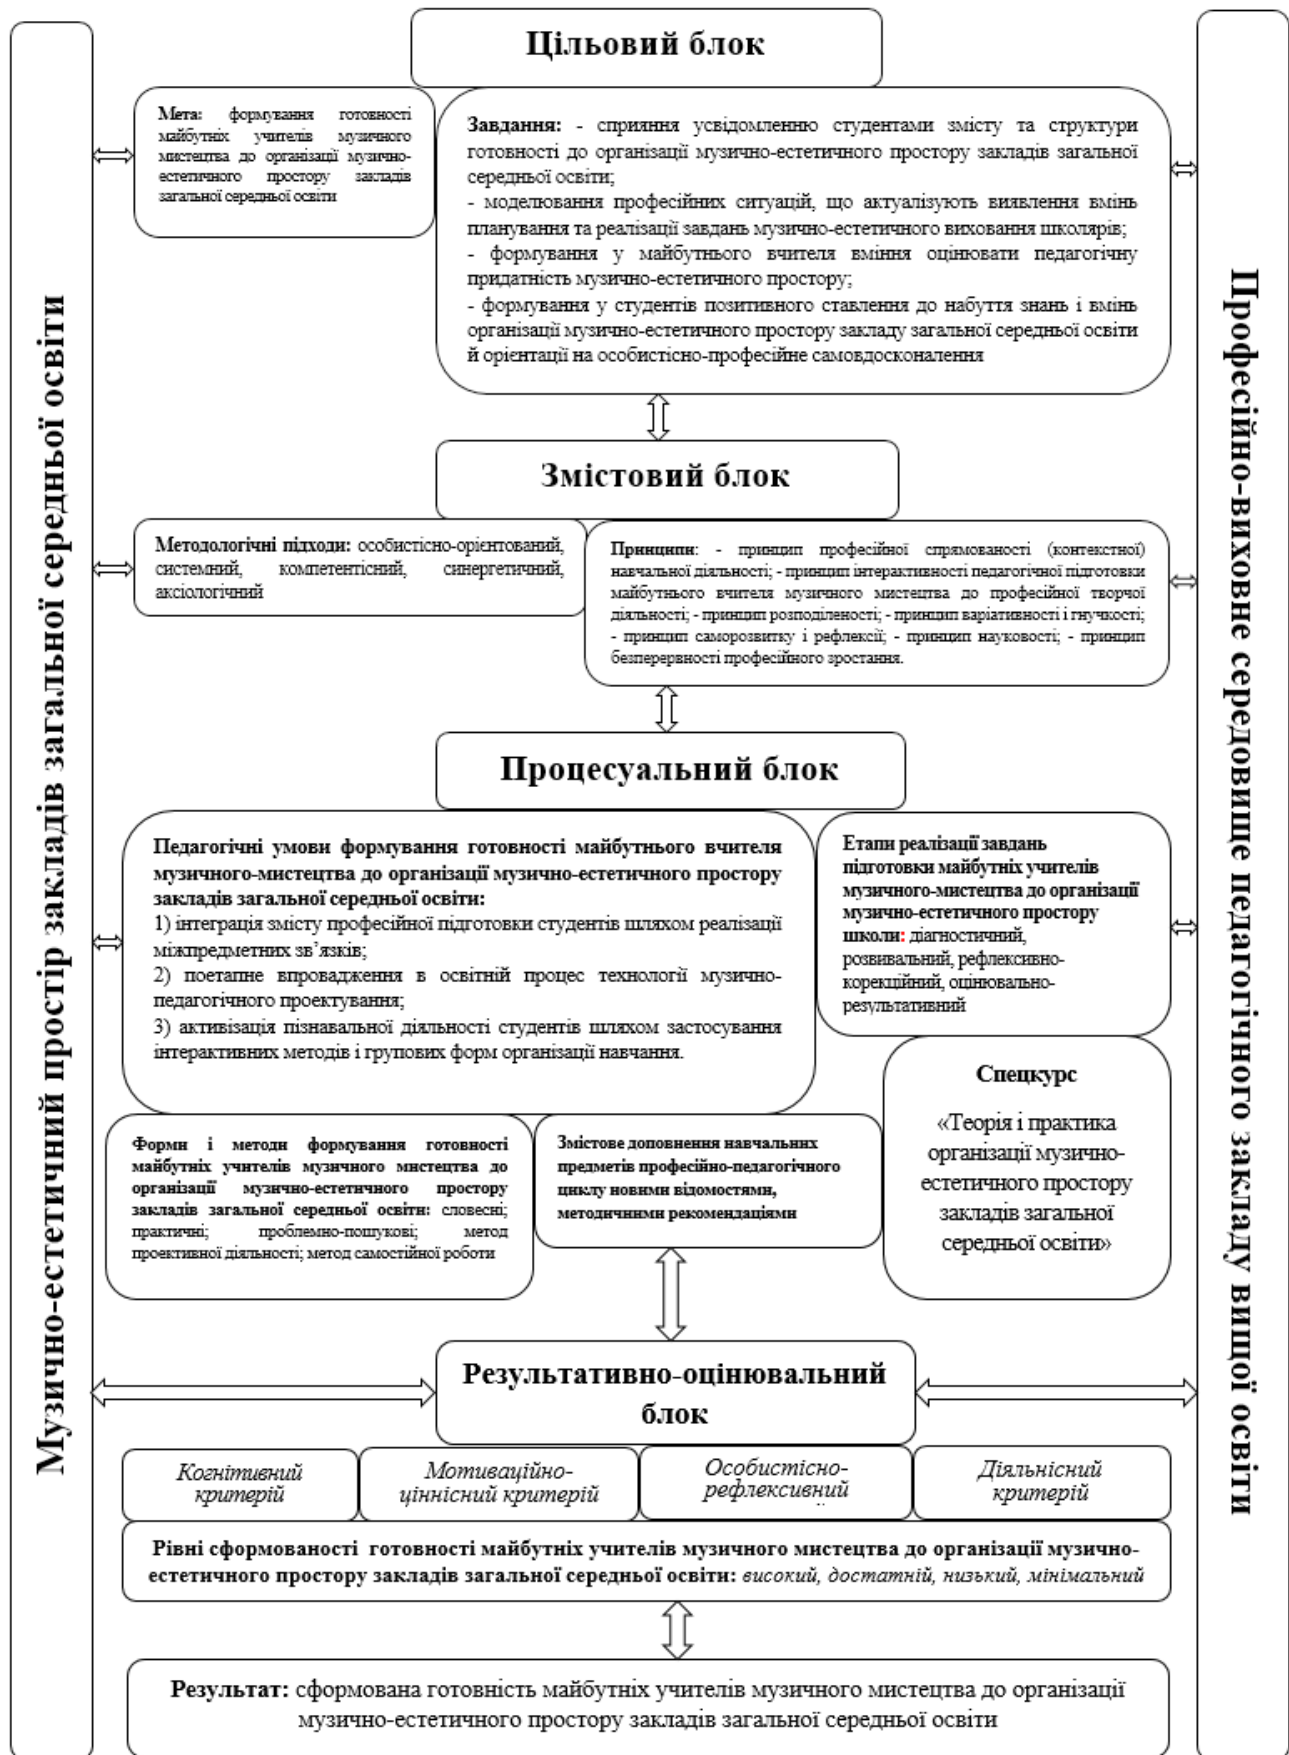 Цільовий блок
Мета: формування готовності
майбутніх учителів музичного
мистецтва до організації музично-
естетичного простору закладів
загальної середньої освіти
Завдання: - сприяння усвідомленню студентами змісту та структури
готовності до організації музично-естетичного простору закладів загальної
середньої освіти;
- моделювання професійних ситуацій, що актуалізують виявлення вмінь
планування та реалізації завдань музично-естетичного виховання школярів;
- формування у майбутнього вчителя вміння оцінювати педагогічну
придатність музично-естетичного простору;
- формування у студентів позитивного ставлення до набуття знань і вмінь
організації музично-естетичного простору закладу загальної середньої освіти
й орієнтації на особистісно-професійне самовдосконалення
Музично-естетичний простір закладів загальної середньої освіти
Професійно-виховне середовище педагогічного закладу вищої освіти
Змістовий блок
Методологічні підходи: особистісно-орієнтований,
системний, компетентісний, синергетичний,
аксіологічний
Принципи: - принцип професійної спрямованості (контекстної)
навчальної діяльності; - принцип інтерактивності педагогічної підготовки
майбутнього вчителя музичного мистецтва до професійної творчої
діяльності; - принцип розподіленості; - принцип варіативності і гнучкості;
- принцип саморозвитку і рефлексії; - принцип науковості; - принцип
безперервності професійного зростання.
Процесуальний блок
Педагогічні умови формування готовності майбутнього вчителя
музичного-мистецтва до організації музично-естетичного простору
закладів загальної середньої освіти:
1) інтеграція змісту професійної підготовки студентів шляхом реалізації
міжпредметних зв’язків;
2) поетапне впровадження в освітній процес технології музично-
педагогічного проектування;
3) активізація пізнавальної діяльності студентів шляхом застосування
інтерактивних методів і групових форм організації навчання.
Етапи реалізації завдань
підготовки майбутніх учителів
музичного-мистецтва до організації
музично-естетичного простору
школи: діагностичний,
розвивальний, рефлексивно-
корекційний, оцінювально-
результативний
Спецкурс
«Теорія і практика
організації музично-
естетичного простору
закладів загальної
середньої освіти»
Форми і методи формування готовності
майбутніх учителів музичного мистецтва до
організації музично-естетичного простору
закладів загальної середньої освіти: словесні;
практичні; проблемно-пошукові; метод
проективної діяльності; метод самостійної роботи
Змістове доповнення навчальних
предметів професійно-педагогічного
циклу новими відомостями,
методичними рекомендаціями
Результативно-оцінювальний
блок
Когнітивний
критерій
Мотиваційно-
ціннісний критерій
Особистісно-
рефлексивний
Діяльнісний
критерій
Рівні сформованості готовності майбутніх учителів музичного мистецтва до організації музично-
естетичного простору закладів загальної середньої освіти: високий, достатній, низький, мінімальний
Результат: сформована готовність майбутніх учителів музичного мистецтва до організації
музично-естетичного простору закладів загальної середньої освіти